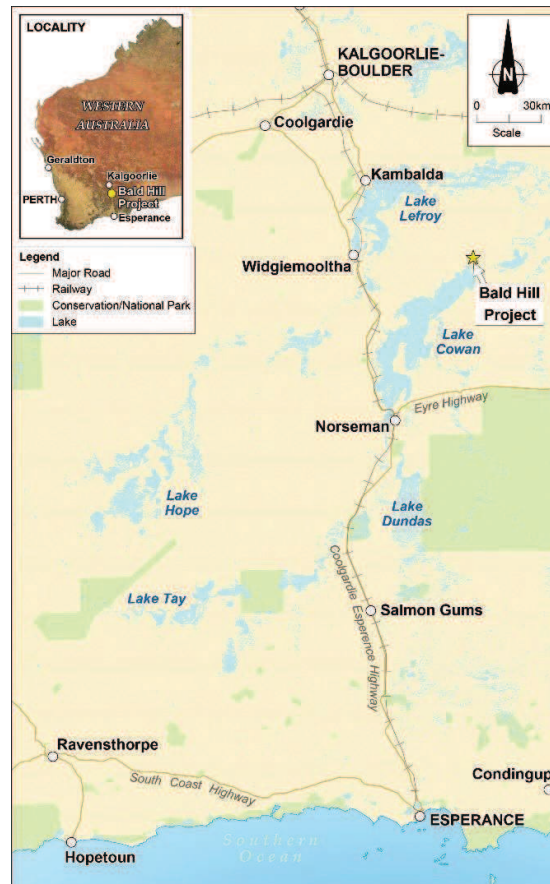 LOCALITY
WESTERN
AUSTRALIA
Geraldton
Kalgoorlie
Bald Hill
Project
PERTH
Esperance
Legend
Major Road
Railway
Conservation/National Park
Lake
N
0 30km
Scale
KALGOORLIE-
BOULDER
Coolgardie
Kambalda
Lake
Lefroy
Widgiemooltha
Bald Hill
Project
Lake
Cowan
Eyre Highway
Norseman
Lake
Hope
Lake
Dundas
Coolgardie Esperence Highway
Lake Tay
Salmon Gums
Ravensthorpe
South Coast Highway
Condingup
ESPERANCE
Hopetoun
Southern
Ocean